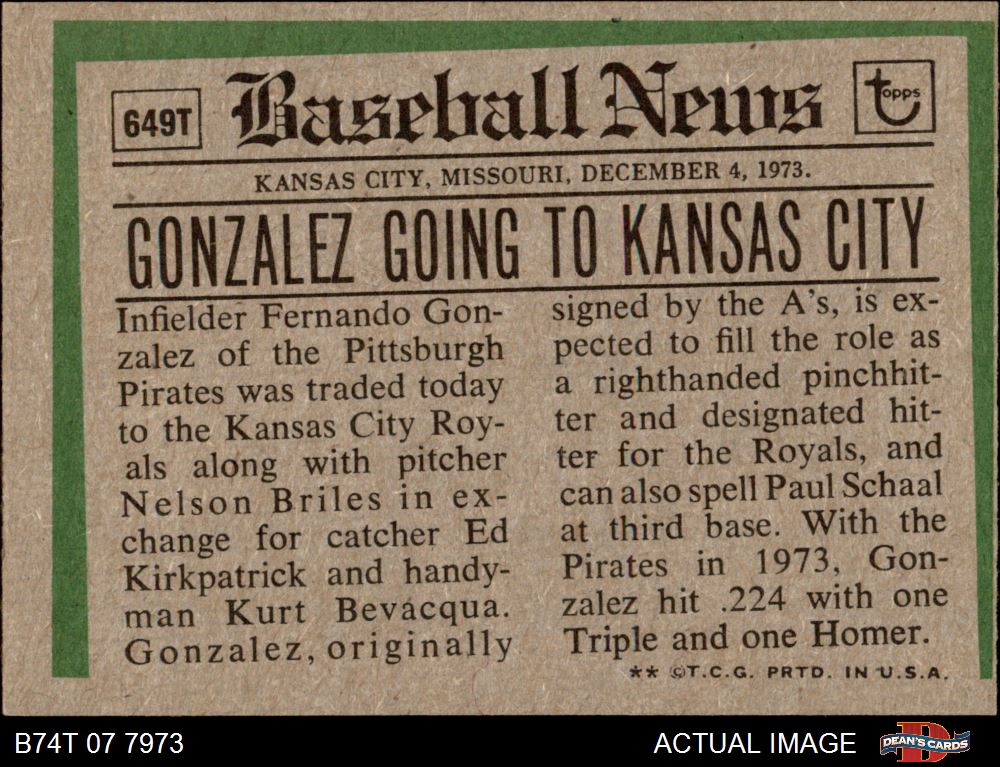 649T
Baseball News
Topps
KANSAS CITY, MISSOURI, DECEMBER 4, 1973.
GONZALEZ GOING TO KANSAS CITY
Infielder Fernando Gon-
zalez of the Pittsburgh
Pirates was traded today
to the Kansas City Roy-
als along with pitcher
Nelson Briles in ex-
change for catcher Ed
Kirkpatrick and handy-
man Kurt Bevacqua.
Gonzalez, originally
signed by the A's, is ex-
pected to fill the role as
a righthanded pinchhit-
ter and designated hit-
ter for the Royals, and
can also spell Paul Schaal
at third base. With the
Pirates in 1973, Gon-
zalez hit .224 with one
Triple and one Homer.
** ©T.C.G. PRTD. IN U.S.A.
B74T 07 7973
ACTUAL IMAGE
DEAN'S CARDS